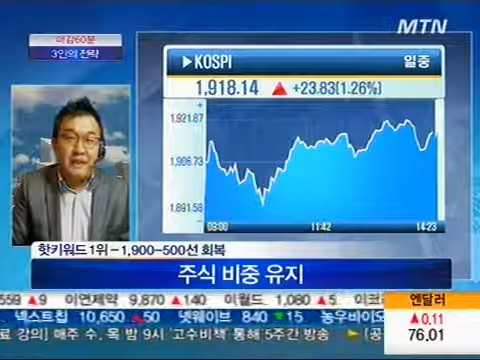 MTN
마감60분
3인의 전략
▶KOSPI 일중
1,918.14 ▲ +23.83(1.26%)
1,921.87
1,906.73
1,891.58
09:00 11:42 14:23
핫키워드 1위 - 1,900-500선 회복
주식 비중 유지
559 ▲9 이연제약 9,870 ▲140 이월드 1,080 ▲5 이코
넥스트칩 10,650 ▲50 넷웨이브 840 ▼15 농우바이오
료 강의] 매주 수, 목 밤 9시 '고수비책' 통해 5주간 방송 ▶ [공
엔달러
▲0.11
76.01